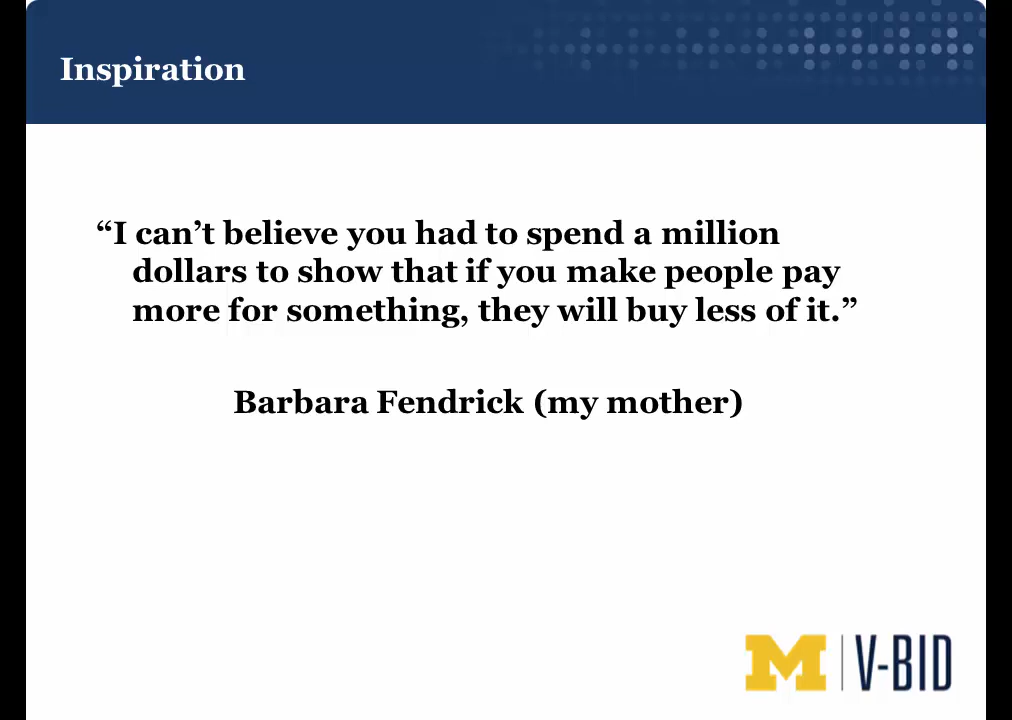 Inspiration
“I can’t believe you had to spend a million
dollars to show that if you make people pay
more for something, they will buy less of it.”
Barbara Fendrick (my mother)
M | V-BID